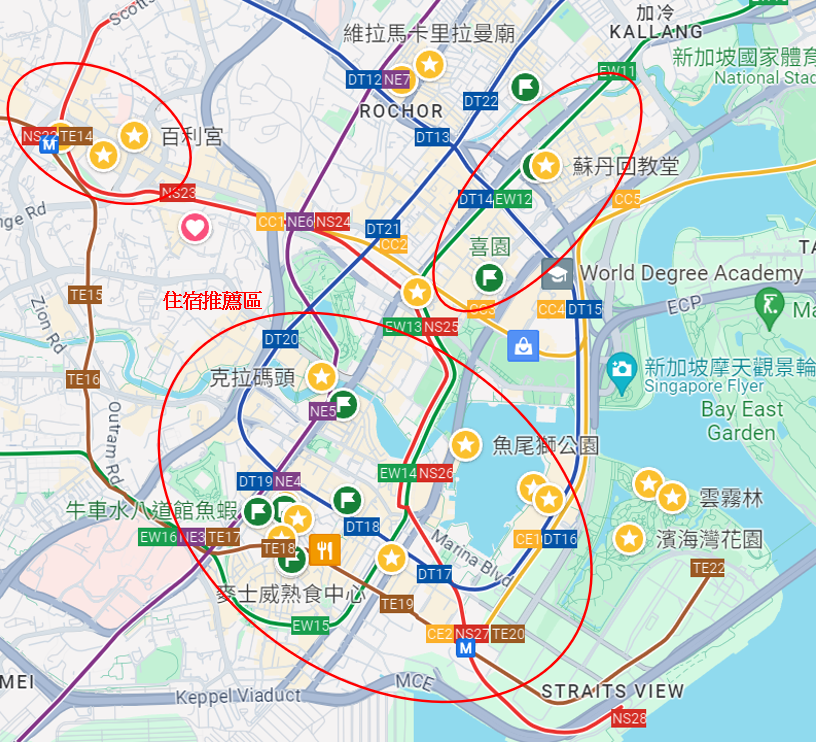 加冷
KALLANG
Scotts
維拉馬卡里拉曼廟
EW11
新加坡國家體育
National Stad
DT12 NE7
DT22
ROCHOR
DT13
NS22 TE14
百利宮
蘇丹回教堂
NS23
DT14 EW12
CC5
nge Rd
CC1 NE6 NS24
DT21
CC2
喜園
World Degree Academy
TE15
住宿推薦區
CC3
CC4 DT15
ECP
Ma
Zion Rd
DT20
EW13 NS25
TE16
克拉碼頭
新加坡摩天觀景輪
Singapore Flyer
Bay East
Garden
Outram Rd
NE5
魚尾獅公園
EW14 NS26
DT19 NE4
牛車水八道館魚蝦
雲霧林
DT18
EW16 NE3 TE17
TE18
Marina Blvd
CE1 DT16
濱海灣花園
DT17
TE22
麥士威熟食中心
TE19
EW15
CE2 NS27 TE20
MEI
Keppel Viaduct
MCE
STRAITS VIEW
NS28